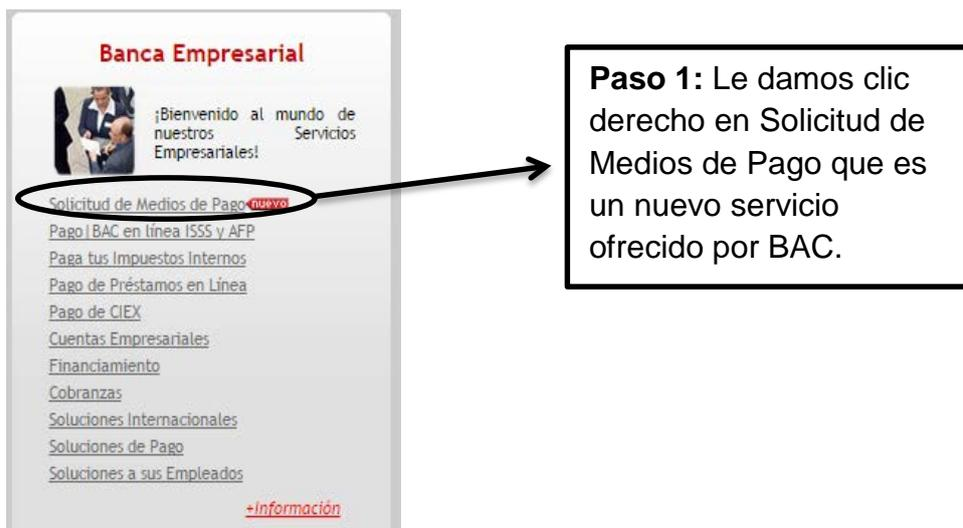 Banca Empresarial
¡Bienvenido al mundo de
nuestros Servicios
Empresariales!
Solicitud de Medios de Pago nuevo
Pago|BAC en línea ISSS y AFP
Paga tus Impuestos Internos
Pago de Préstamos en Línea
Pago de CIEX
Cuentas Empresariales
Financiamiento
Cobranzas
Soluciones Internacionales
Soluciones de Pago
Soluciones a sus Empleados
+Información
Paso 1: Le damos clic
derecho en Solicitud de
Medios de Pago que es
un nuevo servicio
ofrecido por BAC.